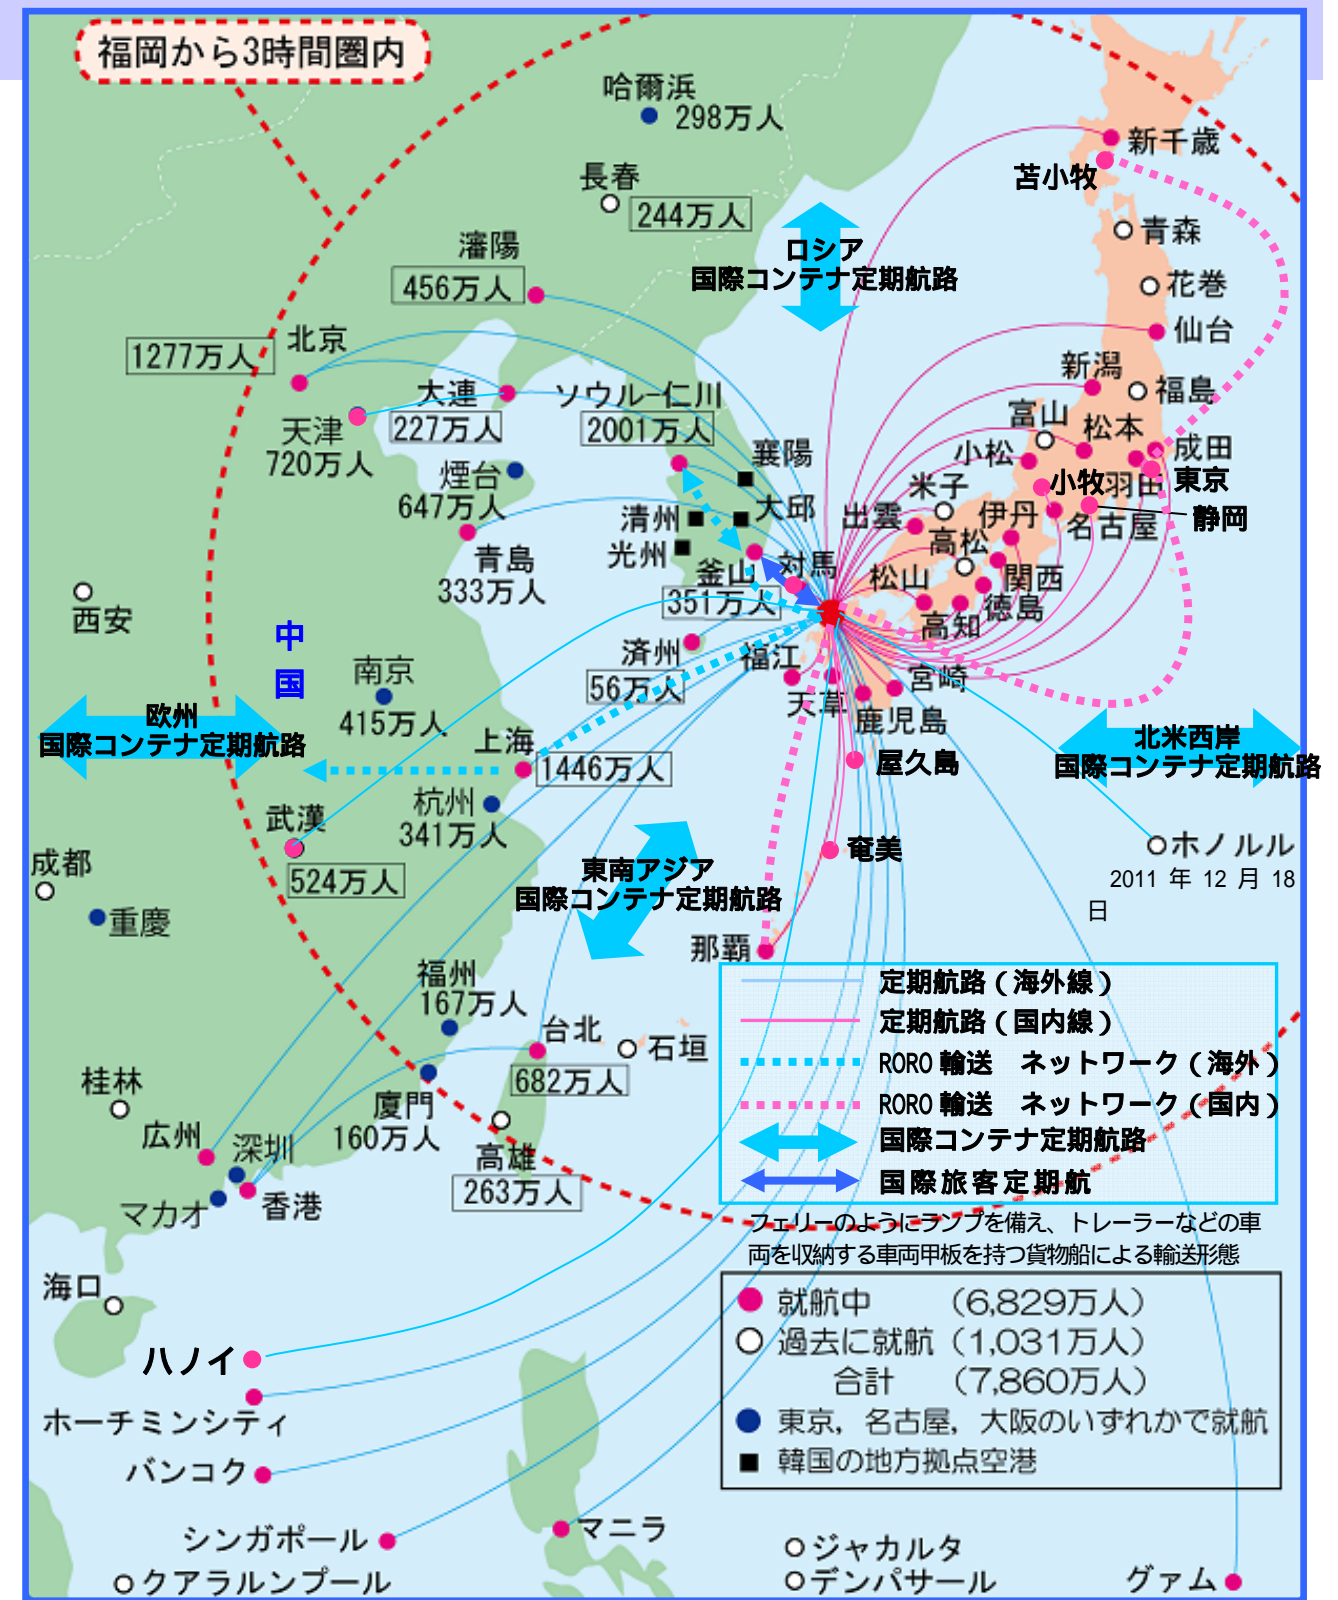 福岡から3時間圏内
哈爾浜
298万人
新千歳
苫小牧
長春
244万人
青森
ロシア
国際コンテナ定期航路
瀋陽
456万人
花巻
仙台
北京
1277万人
新潟
福島
大連
227万人
ソウル-仁川
2001万人
富山
松本
天津
720万人
成田
小松
羽田
東京
襄陽
煙台
647万人
小牧
米子
静岡
清州
大邱
出雲
伊丹
名古屋
光州
高松
青島
333万人
釜山
対馬
351万人
松山
関西
徳島
高知
西安
中
国
済州
56万人
福江
宮崎
天草
鹿児島
南京
415万人
欧州
国際コンテナ定期航路
上海
1446万人
北米西岸
国際コンテナ定期航路
屋久島
杭州
341万人
武漢
524万人
奄美
ホノルル
2011 年 12 月 18
日
成都
重慶
東南アジア
国際コンテナ定期航路
那覇
福州
167万人
定期航路（海外線）
定期航路（国内線）
RORO 輸送　ネットワーク（海外）
RORO 輸送　ネットワーク（国内）
国際コンテナ定期航路
国際旅客定期航
台北
682万人
石垣
桂林
廈門
160万人
広州
深圳
高雄
263万人
マカオ
香港
フェリーのようにランプを備え、トレーラーなどの車
両を収納する車両甲板を持つ貨物船による輸送形態
海口
就航中　（6,829万人）
過去に就航（1,031万人）
合計　（7,860万人）
東京，名古屋，大阪のいずれかで就航
韓国の地方拠点空港
ハノイ
ホーチミンシティ
バンコク
シンガポール
マニラ
クアラルンプール
ジャカルタ
デンパサール
グァム